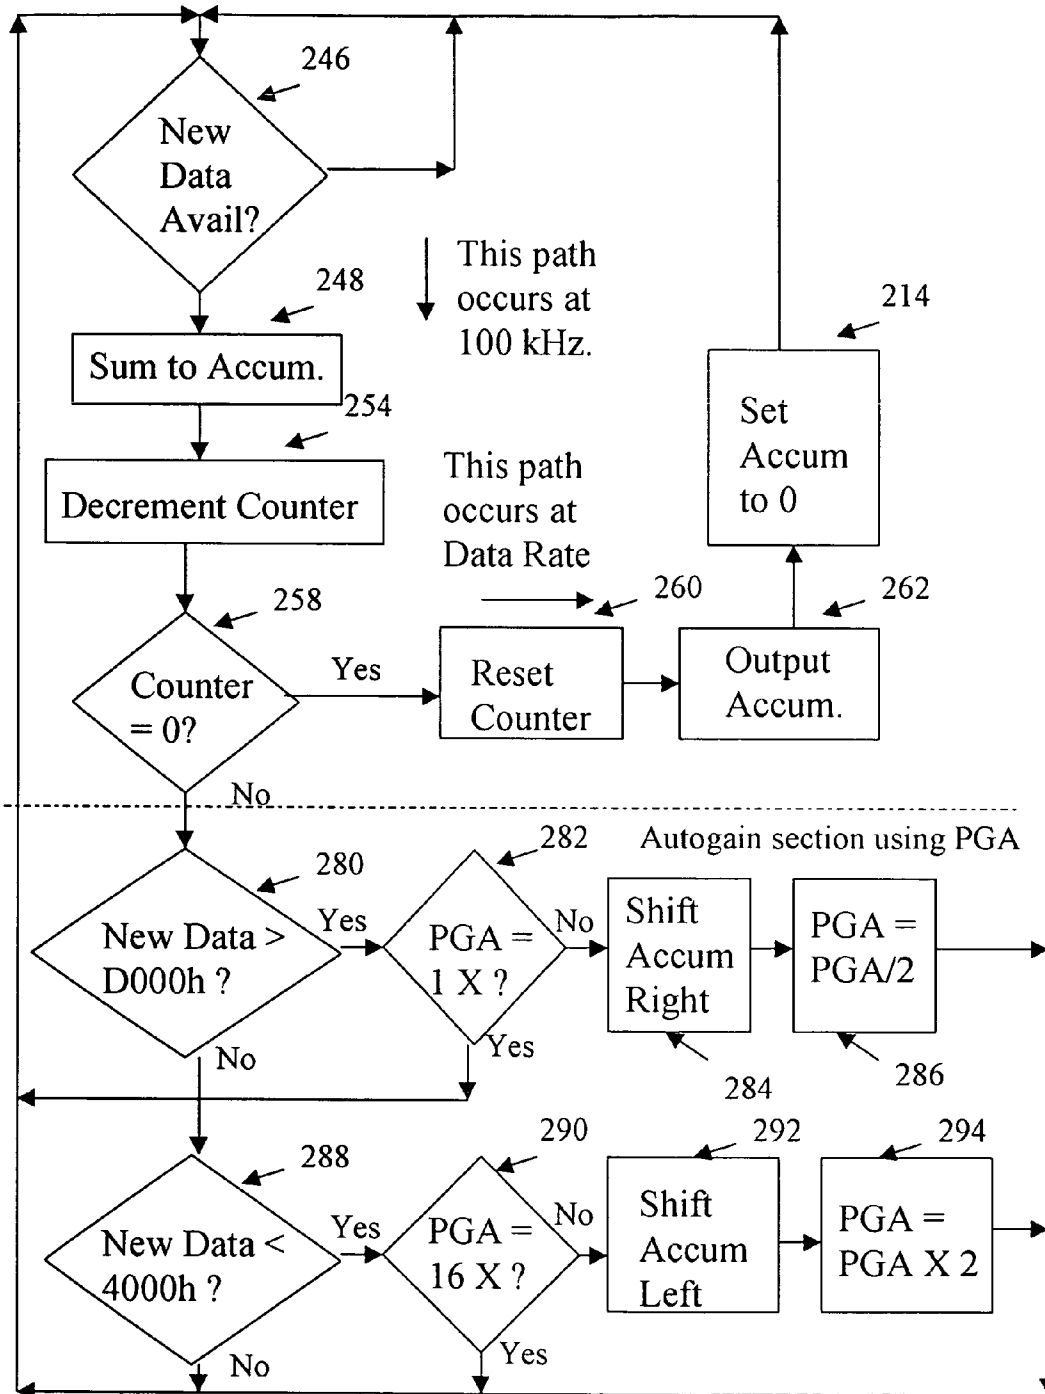 246
New
Data
Avail?
This path
occurs at
100 kHz.
248
Sum to Accum.
214
Set
Accum
to 0
254
Decrement Counter
This path
occurs at
Data Rate
258
Counter
= 0?
Yes
260
Reset
Counter
262
Output
Accum.
No
Autogain section using PGA
280
New Data >
D000h ?
Yes
282
PGA =
1 X ?
No
Shift
Accum
Right
284
PGA =
PGA/2
286
No
Yes
288
New Data <
4000h ?
Yes
290
PGA =
16 X ?
No
292
Shift
Accum
Left
294
PGA =
PGA X 2
No
Yes